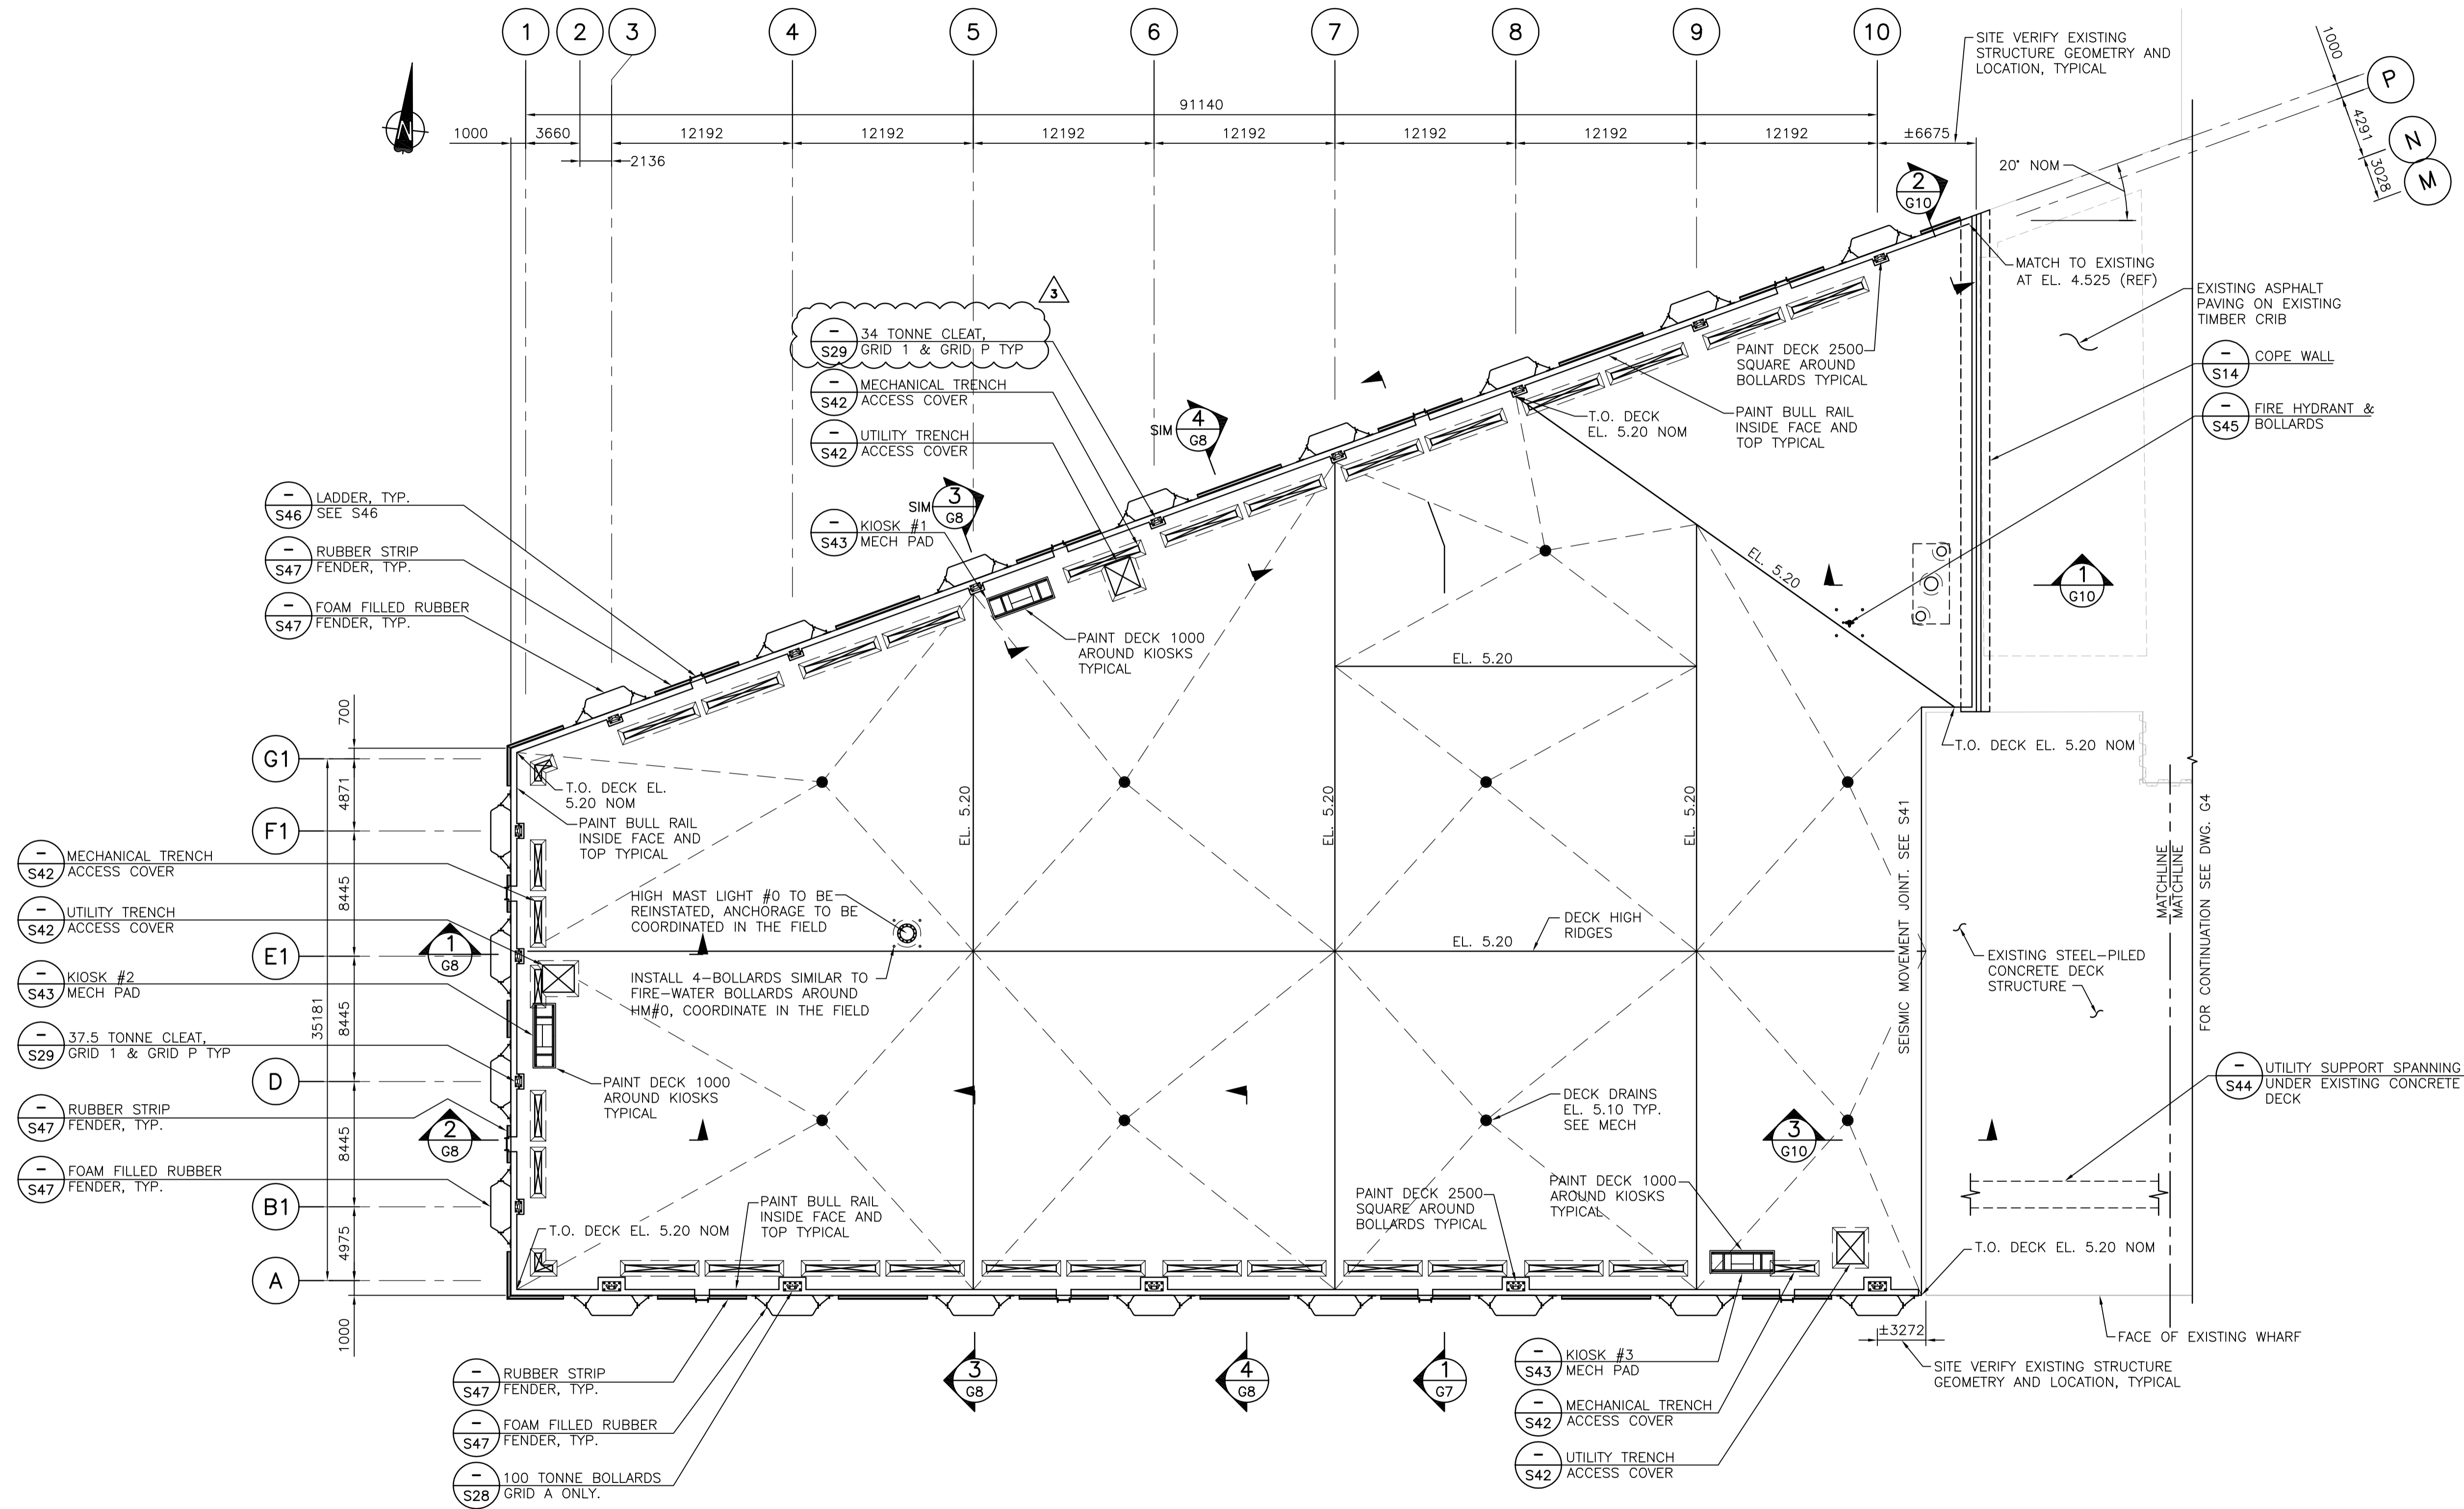 1
2
3
4
5
6
7
8
9
10
SITE VERIFY EXISTING
STRUCTURE GEOMETRY AND
LOCATION, TYPICAL
1000
P
4291
N
3028
M
91140
N
1000
3660
12192
12192
12192
12192
12192
12192
12192
±6675
2136
20° NOM
2
G10
MATCH TO EXISTING
AT EL. 4.525 (REF)
EXISTING ASPHALT
PAVING ON EXISTING
TIMBER CRIB
3
-
S29
34 TONNE CLEAT,
GRID 1 & GRID P TYP
-
S42
MECHANICAL TRENCH
ACCESS COVER
-
S42
UTILITY TRENCH
ACCESS COVER
PAINT DECK 2500
SQUARE AROUND
BOLLARDS TYPICAL
-
S14
COPE WALL
-
S45
FIRE HYDRANT &
BOLLARDS
SIM
4
G8
T.O. DECK
EL. 5.20 NOM
PAINT BULL RAIL
INSIDE FACE AND
TOP TYPICAL
-
S46
LADDER, TYP.
SEE S46
SIM
3
G8
-
S43
KIOSK #1
MECH PAD
-
S47
RUBBER STRIP
FENDER, TYP.
EL. 5.20
1
G10
-
S47
FOAM FILLED RUBBER
FENDER, TYP.
PAINT DECK 1000
AROUND KIOSKS
TYPICAL
EL. 5.20
700
G1
T.O. DECK EL. 5.20 NOM
4871
T.O. DECK EL.
5.20 NOM
EL. 5.20
EL. 5.20
EL. 5.20
SEISMIC MOVEMENT JOINT. SEE S41
F1
PAINT BULL RAIL
INSIDE FACE AND
TOP TYPICAL
-
S42
MECHANICAL TRENCH
ACCESS COVER
8445
HIGH MAST LIGHT #0 TO BE
REINSTATED, ANCHORAGE TO BE
COORDINATED IN THE FIELD
MATCHLINE
MATCHLINE
FOR CONTINUATION SEE DWG. G4
-
S42
UTILITY TRENCH
ACCESS COVER
1
G8
DECK HIGH
RIDGES
EL. 5.20
E1
EXISTING STEEL-PILED
CONCRETE DECK
STRUCTURE
-
S43
KIOSK #2
MECH PAD
INSTALL 4-BOLLARDS SIMILAR TO
FIRE-WATER BOLLARDS AROUND
HM#0, COORDINATE IN THE FIELD
35181
8445
-
S29
37.5 TONNE CLEAT,
GRID 1 & GRID P TYP
D
PAINT DECK 1000
AROUND KIOSKS
TYPICAL
-
S44
UTILITY SUPPORT SPANNING
UNDER EXISTING CONCRETE
DECK
DECK DRAINS
EL. 5.10 TYP.
SEE MECH
-
S47
RUBBER STRIP
FENDER, TYP.
2
G8
8445
3
G10
-
S47
FOAM FILLED RUBBER
FENDER, TYP.
PAINT DECK 1000
AROUND KIOSKS
TYPICAL
PAINT DECK 2500
SQUARE AROUND
BOLLARDS TYPICAL
PAINT BULL RAIL
INSIDE FACE AND
TOP TYPICAL
B1
4975
T.O. DECK EL. 5.20 NOM
T.O. DECK EL. 5.20 NOM
A
1000
±3272
FACE OF EXISTING WHARF
SITE VERIFY EXISTING STRUCTURE
GEOMETRY AND LOCATION, TYPICAL
-
S47
RUBBER STRIP
FENDER, TYP.
3
G8
4
G8
1
G7
-
S43
KIOSK #3
MECH PAD
-
S47
FOAM FILLED RUBBER
FENDER, TYP.
-
S42
MECHANICAL TRENCH
ACCESS COVER
-
S28
100 TONNE BOLLARDS
GRID A ONLY.
-
S42
UTILITY TRENCH
ACCESS COVER